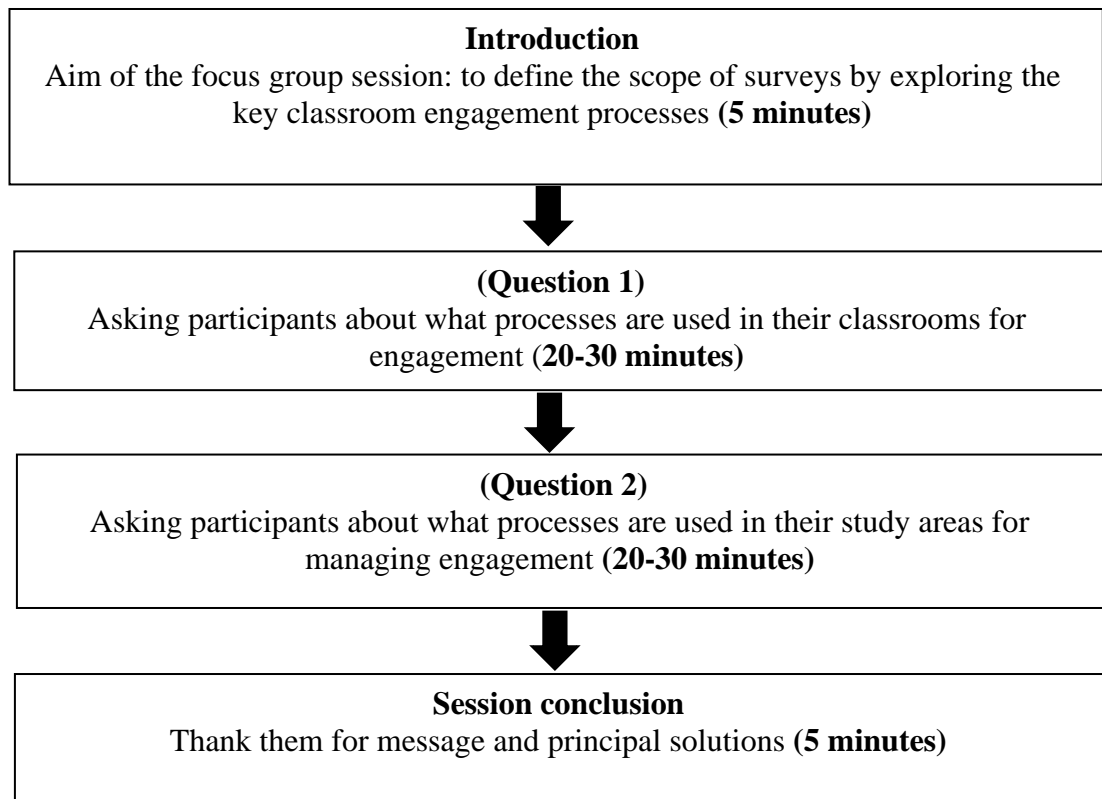 Introduction
Aim of the focus group session: to define the scope of surveys by exploring the
key classroom engagement processes (5 minutes)
(Question 1)
Asking participants about what processes are used in their classrooms for
engagement (20-30 minutes)
(Question 2)
Asking participants about what processes are used in their study areas for
managing engagement (20-30 minutes)
Session conclusion
Thank them for message and principal solutions (5 minutes)